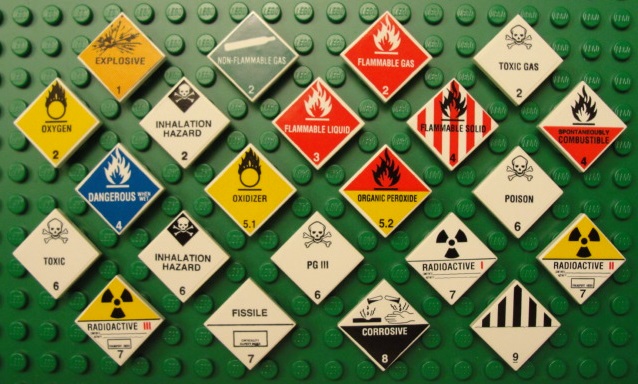 EXPLOSIVE
1
NON-FLAMMABLE GAS
2
FLAMMABLE GAS
2
TOXIC GAS
2
OXYGEN
2
INHALATION
HAZARD
2
FLAMMABLE LIQUID
3
FLAMMABLE SOLID
4
SPONTANEOUSLY
COMBUSTIBLE
4
DANGEROUS WHEN WET
4
OXIDIZER
5.1
ORGANIC PEROXIDE
5.2
POISON
6
TOXIC
6
INHALATION
HAZARD
6
PG III
6
RADIOACTIVE I
7
RADIOACTIVE II
7
RADIOACTIVE III
7
FISSILE
7
CORROSIVE
8
9